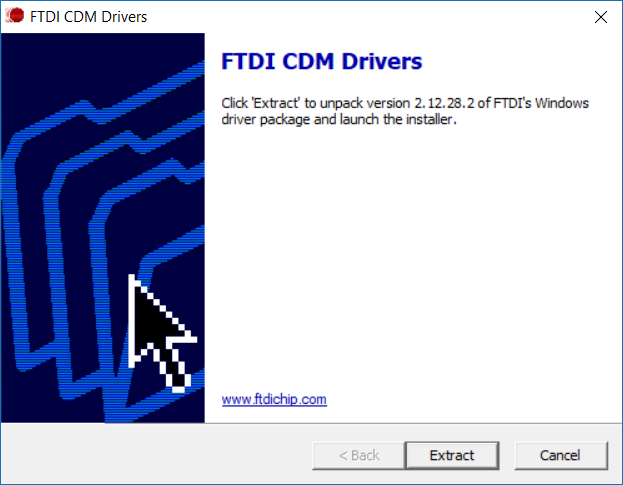 FTDI CDM Drivers
FTDI CDM Drivers
Click 'Extract' to unpack version 2.12.28.2 of FTDI's Windows
driver package and launch the installer.
www.ftdichip.com
< Back
Extract
Cancel